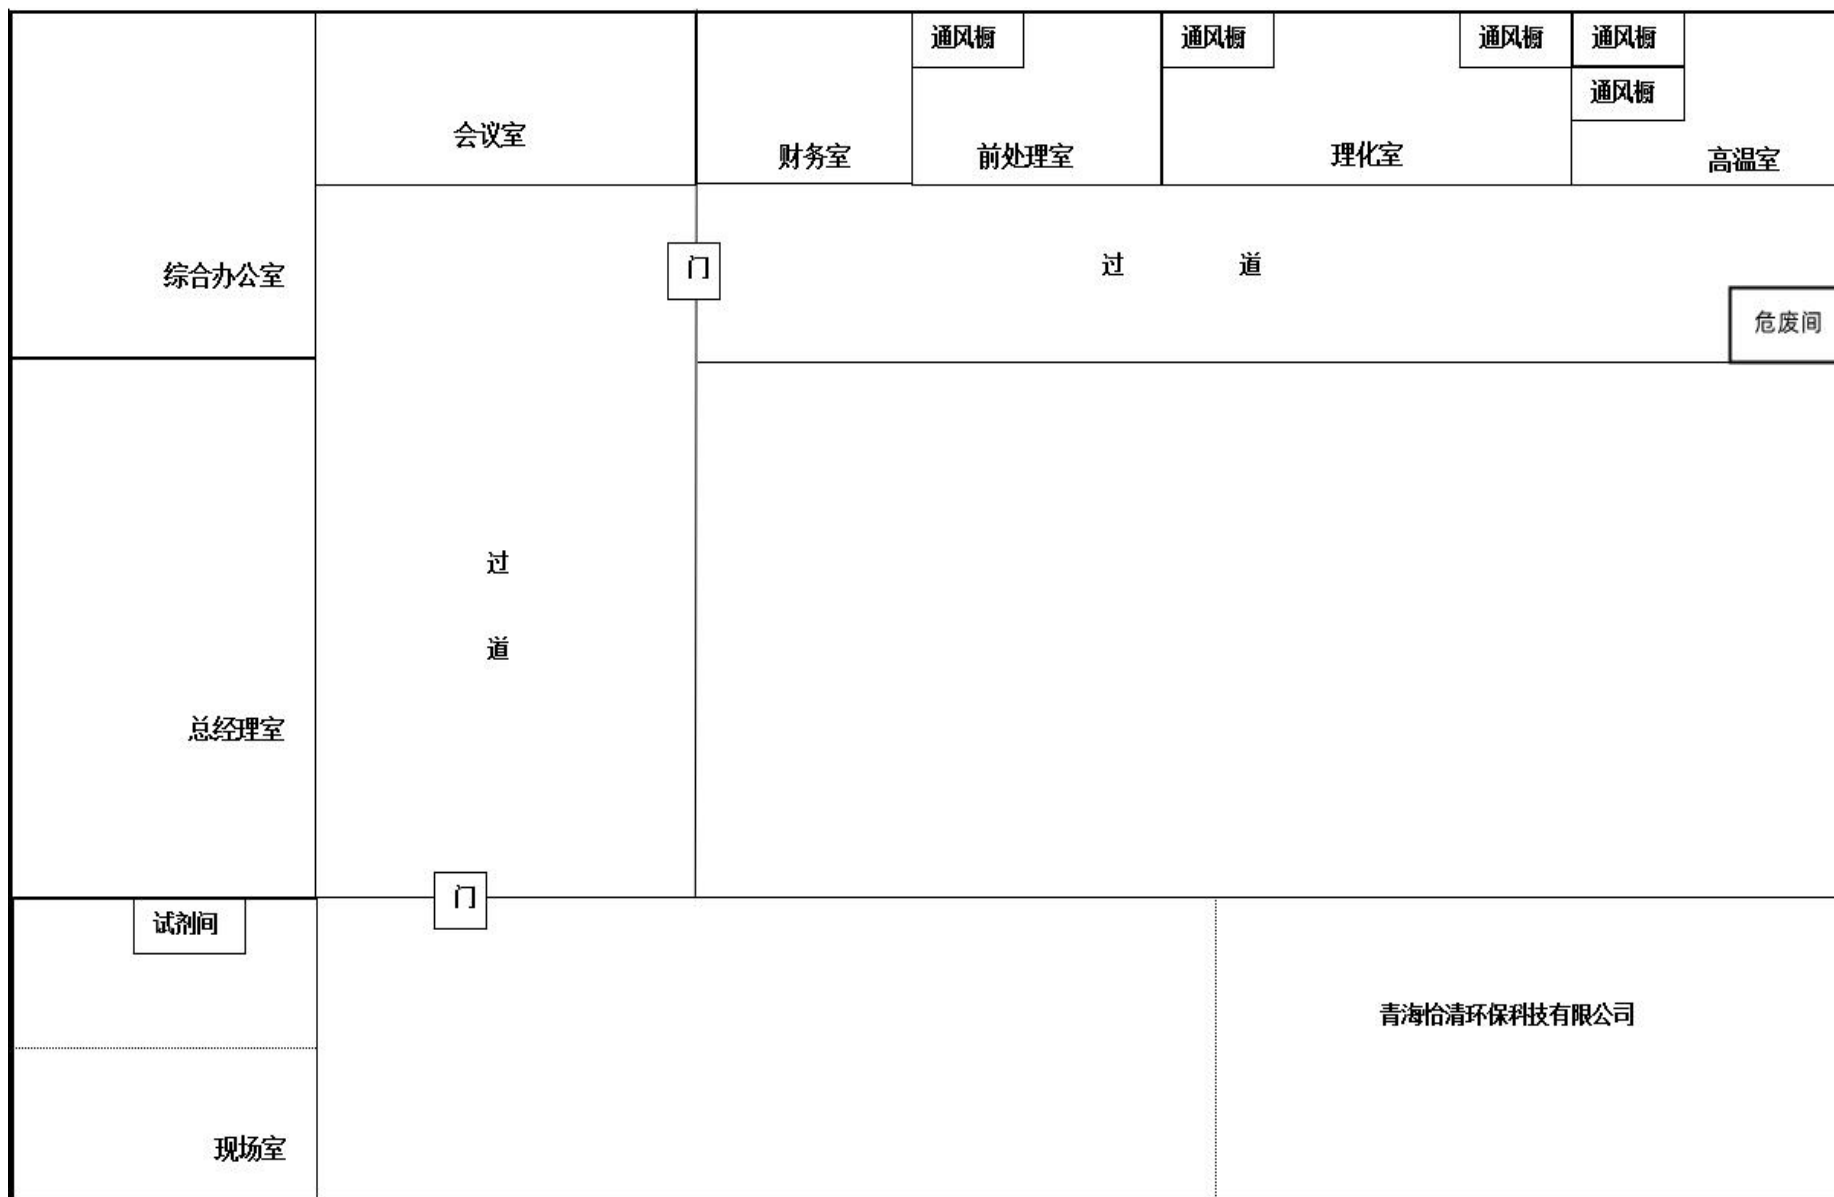 通风橱 通风橱 通风橱 通风橱
通风橱
会议室
财务室 前处理室 理化室 高温室
综合办公室
门
过 道
危废间
过
道
总经理室
门
试剂间
青海怡清环保科技有限公司
现场室